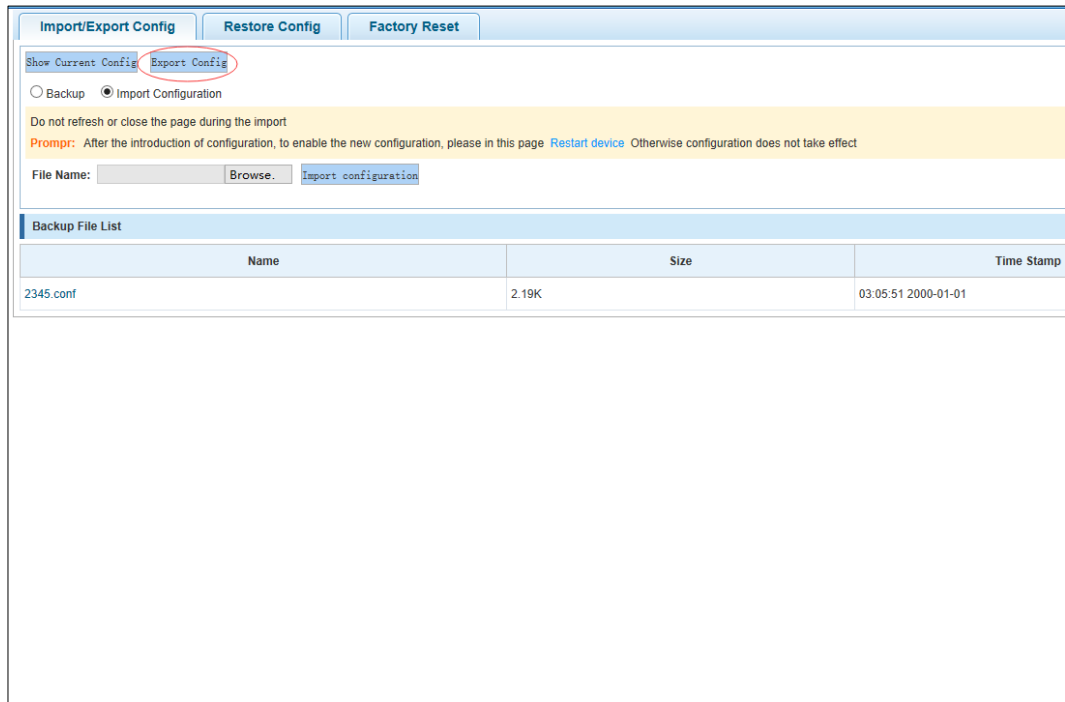 Import/Export Config Restore Config Factory Reset
Show Current Config Export Config
Backup Import Configuration
Do not refresh or close the page during the import
Prompr: After the introduction of configuration, to enable the new configuration, please in this page Restart device Otherwise configuration does not take effect
File Name: Browse. Import configuration
Backup File List
Name Size Time Stamp
2345.conf 2.19K 03:05:51 2000-01-01